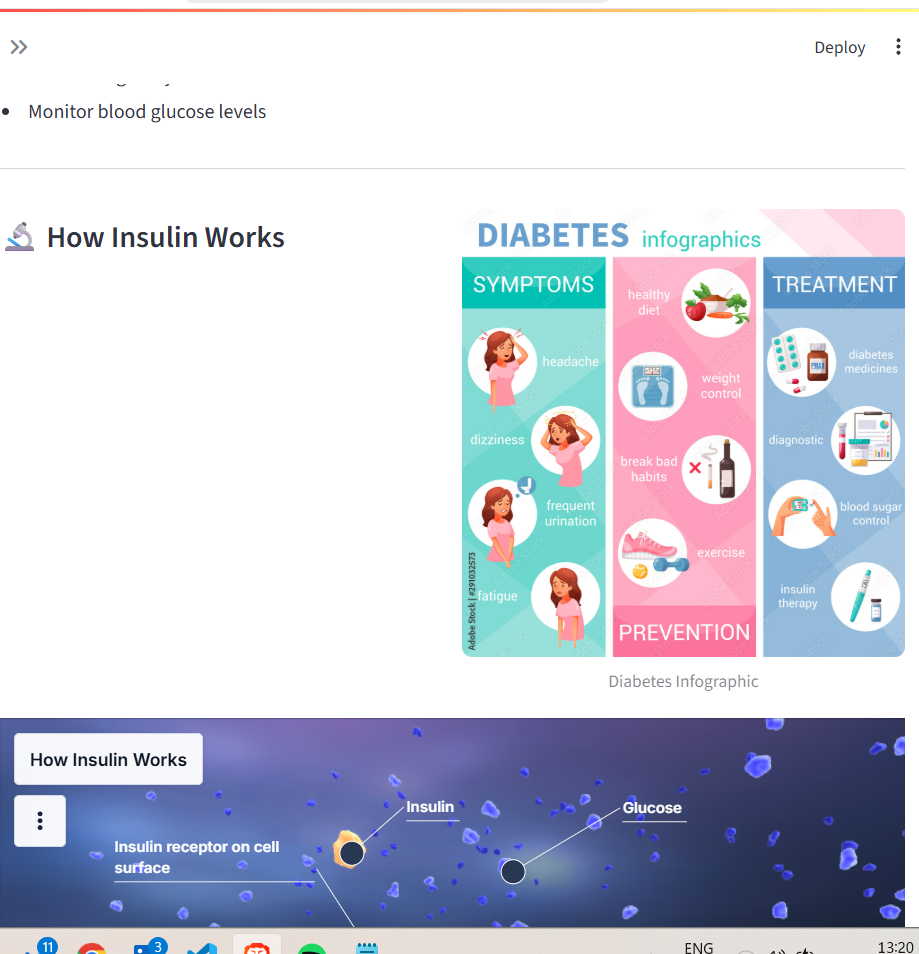 Deploy
Monitor blood glucose levels
How Insulin Works
DIABETES infographics
SYMPTOMS
headache
dizziness
frequent
urination
fatigue
healthy
diet
weight
control
break bad
habits
exercise
PREVENTION
TREATMENT
PILLS
diabetes
medicines
diagnostic
blood sugar
control
insulin
therapy
Adobe Stock | #291032573
Diabetes Infographic
How Insulin Works
Insulin
Glucose
Insulin receptor on cell
surface
11
3
ENG
13:20